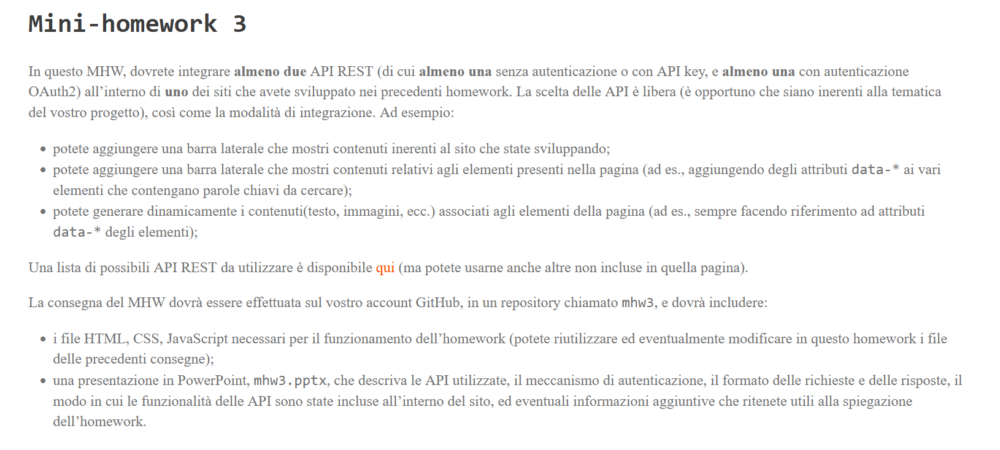 Mini-homework 3
In questo MHW, dovrete integrare almeno due API REST (di cui almeno una senza autenticazione o con API key, e almeno una con autenticazione
OAuth2) all’interno di uno dei siti che avete sviluppato nei precedenti homework. La scelta delle API è libera (è opportuno che siano inerenti alla tematica
del vostro progetto), così come la modalità di integrazione. Ad esempio:
• potete aggiungere una barra laterale che mostri contenuti inerenti al sito che state sviluppando;
• potete aggiungere una barra laterale che mostri contenuti relativi agli elementi presenti nella pagina (ad es., aggiungendo degli attributi data-* ai vari
elementi che contengano parole chiavi da cercare);
• potete generare dinamicamente i contenuti(testo, immagini, ecc.) associati agli elementi della pagina (ad es., sempre facendo riferimento ad attributi
data-* degli elementi);
Una lista di possibili API REST da utilizzare è disponibile qui (ma potete usarne anche altre non incluse in quella pagina).
La consegna del MHW dovrà essere effettuata sul vostro account GitHub, in un repository chiamato mhw3, e dovrà includere:
• i file HTML, CSS, JavaScript necessari per il funzionamento dell’homework (potete riutilizzare ed eventualmente modificare in questo homework i file
delle precedenti consegne);
• una presentazione in PowerPoint, mhw3.pptx, che descriva le API utilizzate, il meccanismo di autenticazione, il formato delle richieste e delle risposte, il
modo in cui le funzionalità delle API sono state incluse all’interno del sito, ed eventuali informazioni aggiuntive che ritenete utili alla spiegazione
dell’homework.